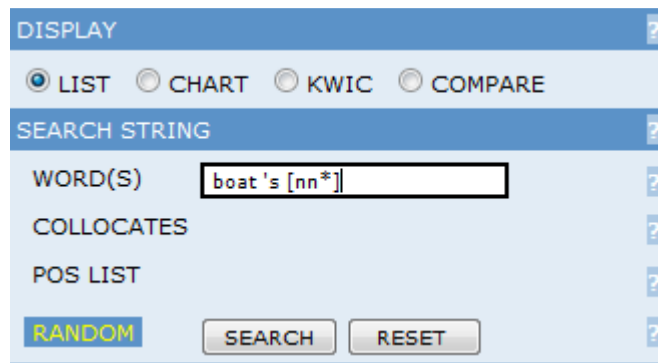 DISPLAY ?
LIST CHART KWIC COMPARE
SEARCH STRING ?
WORD(S) boat 's [nn*] ?
COLLOCATES ?
POS LIST ?
RANDOM SEARCH RESET ?